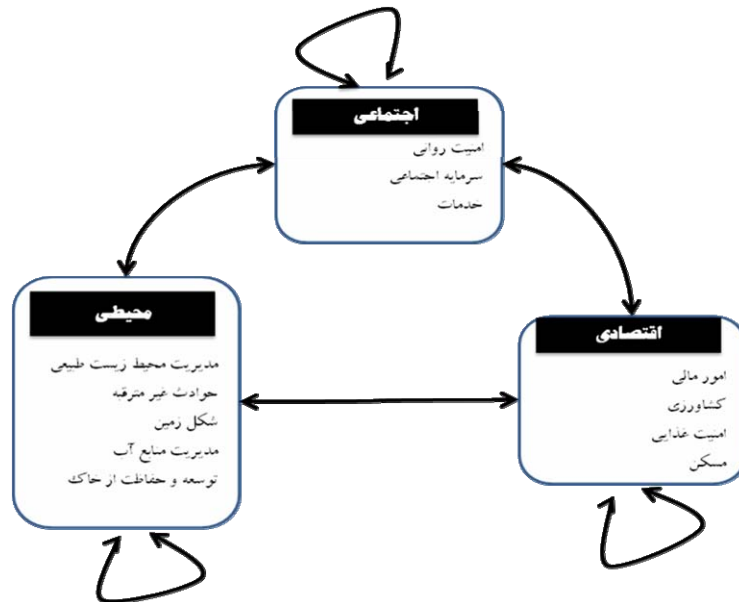 اجتماعی
امنیت روانی
سرمایه اجتماعی
خدمات
محیطی
مدیریت محیط زیست طبیعی
حوادث غیر مترقبه
شکل زمین
مدیریت منابع آب
توسعه و حفاظت از خاک
اقتصادی
امور مالی
کشاورزی
امنیت غذایی
مسکن